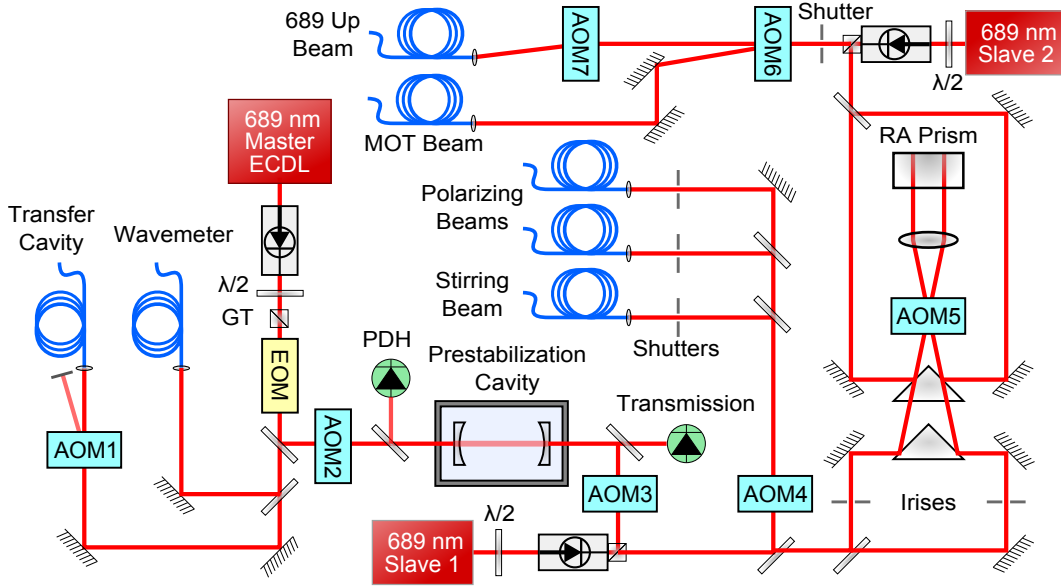 689 Up
Beam
AOM7
AOM6
Shutter
689 nm
Slave 2
λ/2
MOT Beam
689 nm
Master
ECDL
RA Prism
Polarizing
Beams
Transfer
Cavity
Wavemeter
λ/2
GT
Stirring
Beam
Shutters
AOM5
EOM
PDH
Prestabilization
Cavity
Transmission
AOM1
AOM2
AOM3
AOM4
Irises
λ/2
689 nm
Slave 1